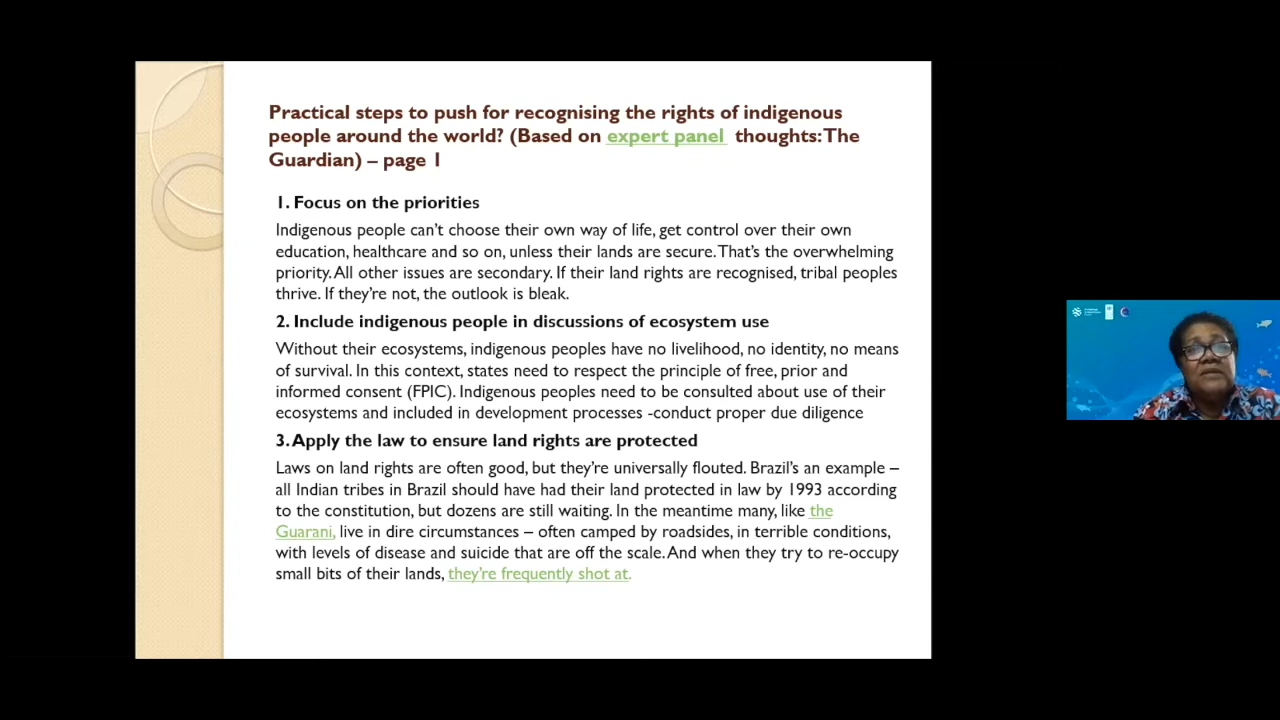 Practical steps to push for recognising the rights of indigenous
people around the world? (Based on expert panel thoughts: The
Guardian) – page 1
1. Focus on the priorities
Indigenous people can't choose their own way of life, get control over their own
education, healthcare and so on, unless their lands are secure. That's the overwhelming
priority. All other issues are secondary. If their land rights are recognised, tribal peoples
thrive. If they're not, the outlook is bleak.
2. Include indigenous people in discussions of ecosystem use
Without their ecosystems, indigenous peoples have no livelihood, no identity, no means
of survival. In this context, states need to respect the principle of free, prior and
informed consent (FPIC). Indigenous peoples need to be consulted about use of their
ecosystems and included in development processes -conduct proper due diligence
3. Apply the law to ensure land rights are protected
Laws on land rights are often good, but they're universally flouted. Brazil's an example –
all Indian tribes in Brazil should have had their land protected in law by 1993 according
to the constitution, but dozens are still waiting. In the meantime many, like the
Guarani, live in dire circumstances – often camped by roadsides, in terrible conditions,
with levels of disease and suicide that are off the scale. And when they try to re-occupy
small bits of their lands, they're frequently shot at.